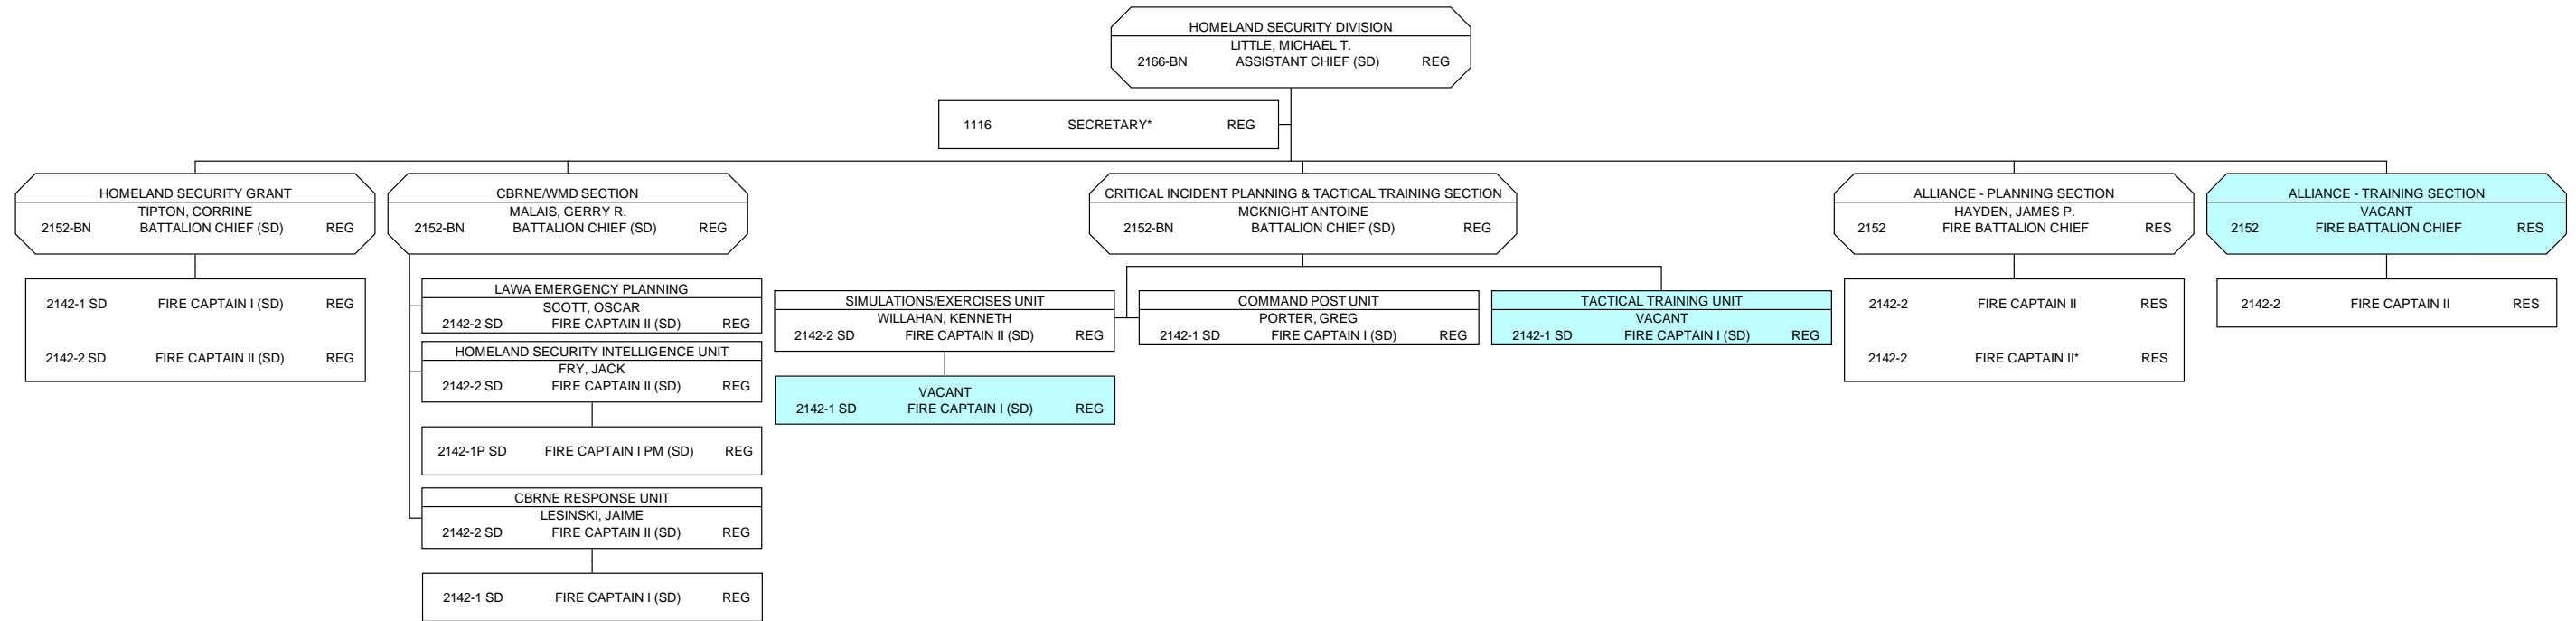 HOMELAND SECURITY DIVISION
LITTLE, MICHAEL T.
2166-BN ASSISTANT CHIEF (SD) REG
1116 SECRETARY* REG
HOMELAND SECURITY GRANT
TIPTON, CORRINE
2152-BN BATTALION CHIEF (SD) REG
2142-1 SD FIRE CAPTAIN I (SD) REG
2142-2 SD FIRE CAPTAIN II (SD) REG
CBRNE/WMD SECTION
MALAIS, GERRY R.
2152-BN BATTALION CHIEF (SD) REG
LAWA EMERGENCY PLANNING
SCOTT, OSCAR
2142-2 SD FIRE CAPTAIN II (SD) REG
HOMELAND SECURITY INTELLIGENCE UNIT
FRY, JACK
2142-2 SD FIRE CAPTAIN II (SD) REG
2142-1P SD FIRE CAPTAIN I PM (SD) REG
CBRNE RESPONSE UNIT
LESINSKI, JAIME
2142-2 SD FIRE CAPTAIN II (SD) REG
2142-1 SD FIRE CAPTAIN I (SD) REG
CRITICAL INCIDENT PLANNING & TACTICAL TRAINING SECTION
MCKNIGHT ANTOINE
2152-BN BATTALION CHIEF (SD) REG
SIMULATIONS/EXERCISES UNIT
WILLAHAN, KENNETH
2142-2 SD FIRE CAPTAIN II (SD) REG
VACANT
2142-1 SD FIRE CAPTAIN I (SD) REG
COMMAND POST UNIT
PORTER, GREG
2142-1 SD FIRE CAPTAIN I (SD) REG
TACTICAL TRAINING UNIT
VACANT
2142-1 SD FIRE CAPTAIN I (SD) REG
ALLIANCE - PLANNING SECTION
HAYDEN, JAMES P.
2152 FIRE BATTALION CHIEF RES
2142-2 FIRE CAPTAIN II RES
2142-2 FIRE CAPTAIN II* RES
ALLIANCE - TRAINING SECTION
VACANT
2152 FIRE BATTALION CHIEF RES
2142-2 FIRE CAPTAIN II RES